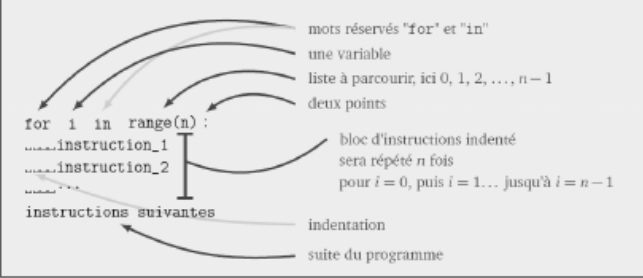 mots réservés "for" et "in"
une variable
liste à parcourir, ici 0, 1, 2, …, n − 1
deux points
for i in range(n) :
instruction_1
instruction_2
...
bloc d'instructions indenté
sera répété n fois
pour i = 0, puis i = 1… jusqu'à i = n − 1
instructions suivantes
indentation
suite du programme